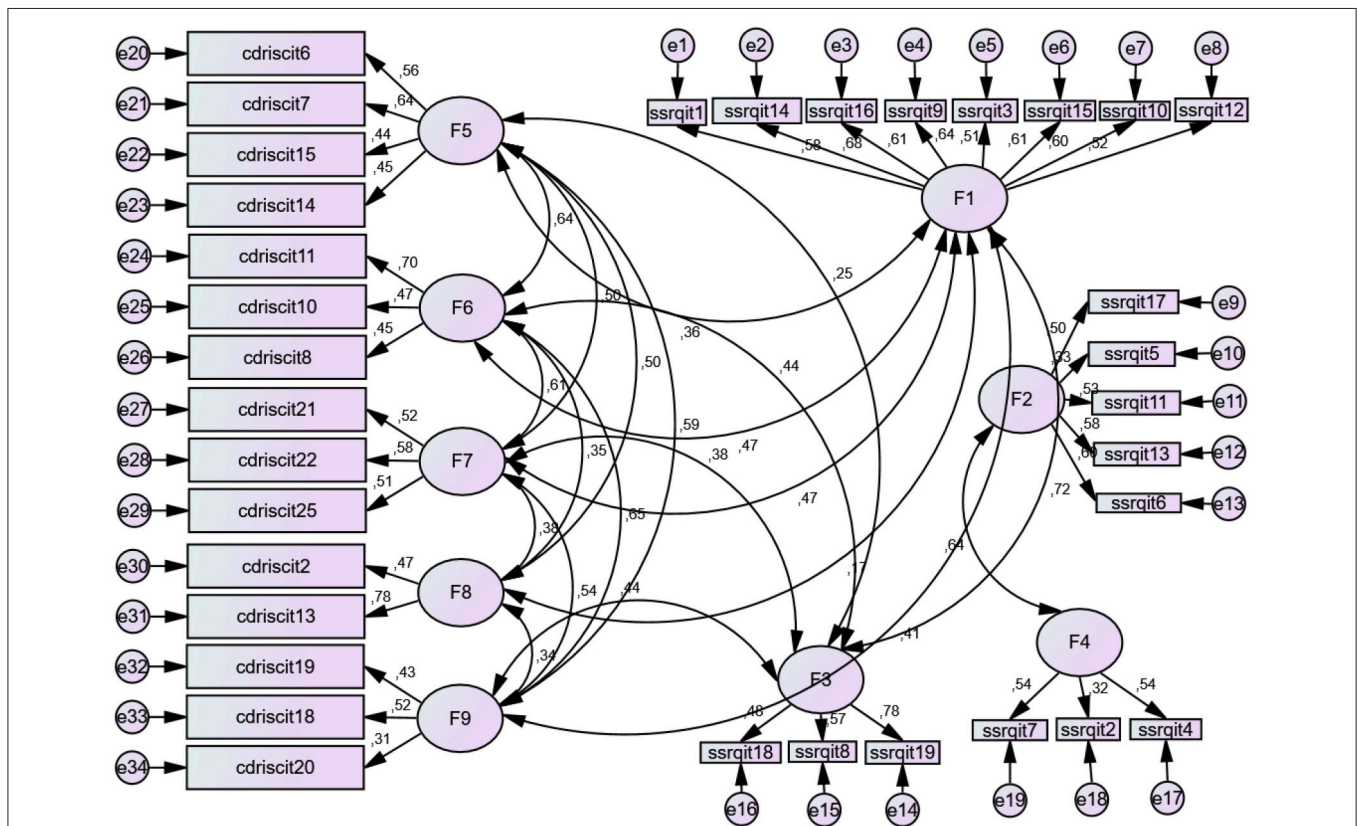 e20
cdriscit6
e21
cdriscit7
e22
cdriscit15
e23
cdriscit14
e24
cdriscit11
e25
cdriscit10
e26
cdriscit8
e27
cdriscit21
e28
cdriscit22
e29
cdriscit25
e30
cdriscit2
e31
cdriscit13
e32
cdriscit19
e33
cdriscit18
e34
cdriscit20
,56
,64
,44
,45
F5
,70
,47
,45
F6
,52
,58
,51
F7
,47
,78
F8
,43
,52
,31
F9
,64
,50
,36
,50
,61
,35
,59
,65
,38
,54
,44
,34
,25
,44
,38
,47
,47
,64
,17
,41
,72
e1
e2
e3
e4
e5
e6
e7
e8
ssrqit1
ssrqit14
ssrqit16
ssrqit9
ssrqit3
ssrqit15
ssrqit10
ssrqit12
,58
,68
,61
,64
,51
,61
,60
,52
F1
ssrqit17
e9
ssrqit5
e10
ssrqit11
e11
ssrqit13
e12
ssrqit6
e13
,50
,33
,53
,58
F2
F3
,48
,57
,78
ssrqit18
ssrqit8
ssrqit19
e16
e15
e14
F4
,54
,32
,54
ssrqit7
ssrqit2
ssrqit4
e19
e18
e17